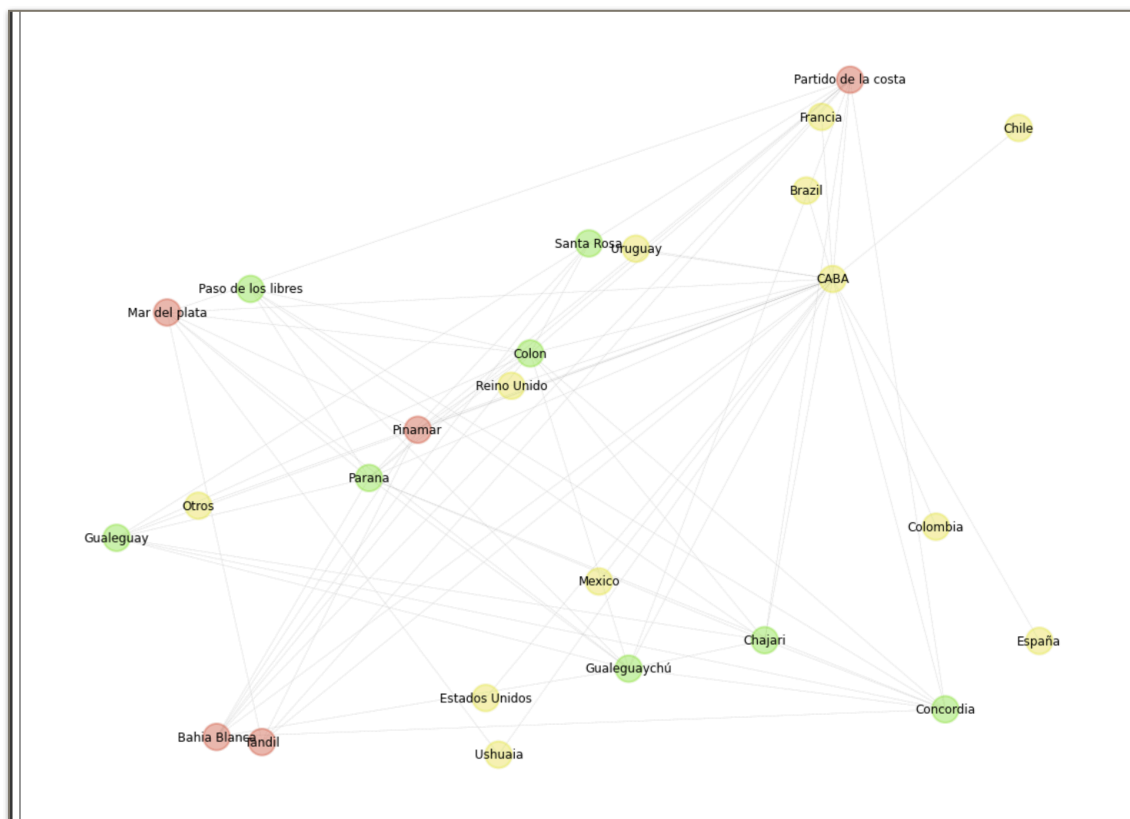 Partido de la costa
Francia
Chile
Brazil
Santa Rosa
Uruguay
CABA
Paso de los libres
Mar del plata
Colon
Reino Unido
Pinamar
Parana
Otros
Colombia
Gualeguay
Mexico
Chajari
España
Gualeguaychú
Estados Unidos
Concordia
Bahia Blanca
Tandil
Ushuaia